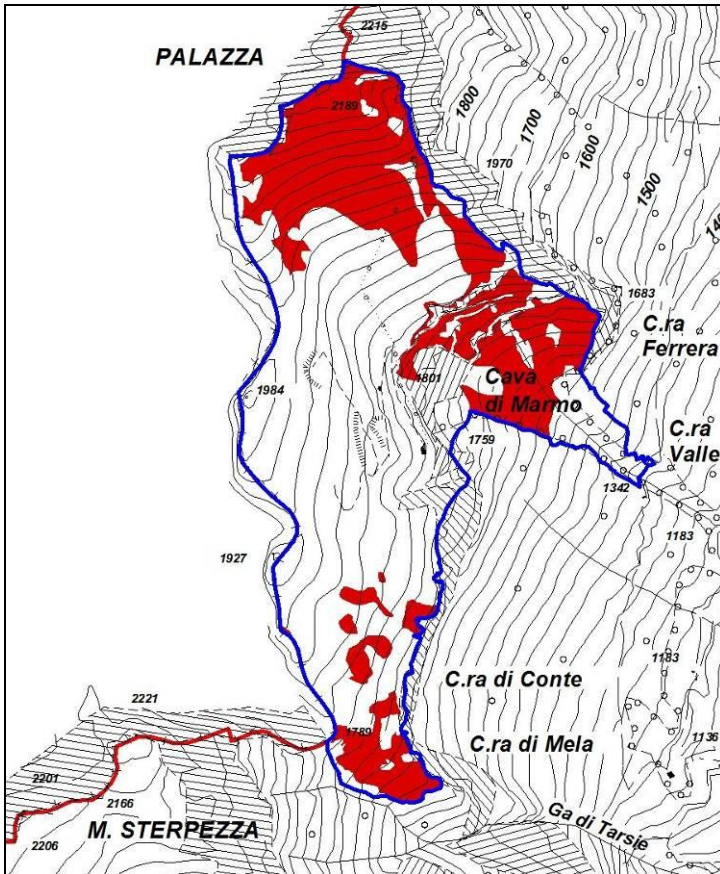 2215
PALAZZA
1800
2189
1700
1600
1970
1500
1683
C.ra
Ferrera
1801
Cava
di Marmo
1984
C.ra
Valle
1759
1342
1183
1927
1183
C.ra di Conte
2221
1789
C.ra di Mela
1136
2201
2166
M. STERPEZZA
Ga di Tarsie
2206